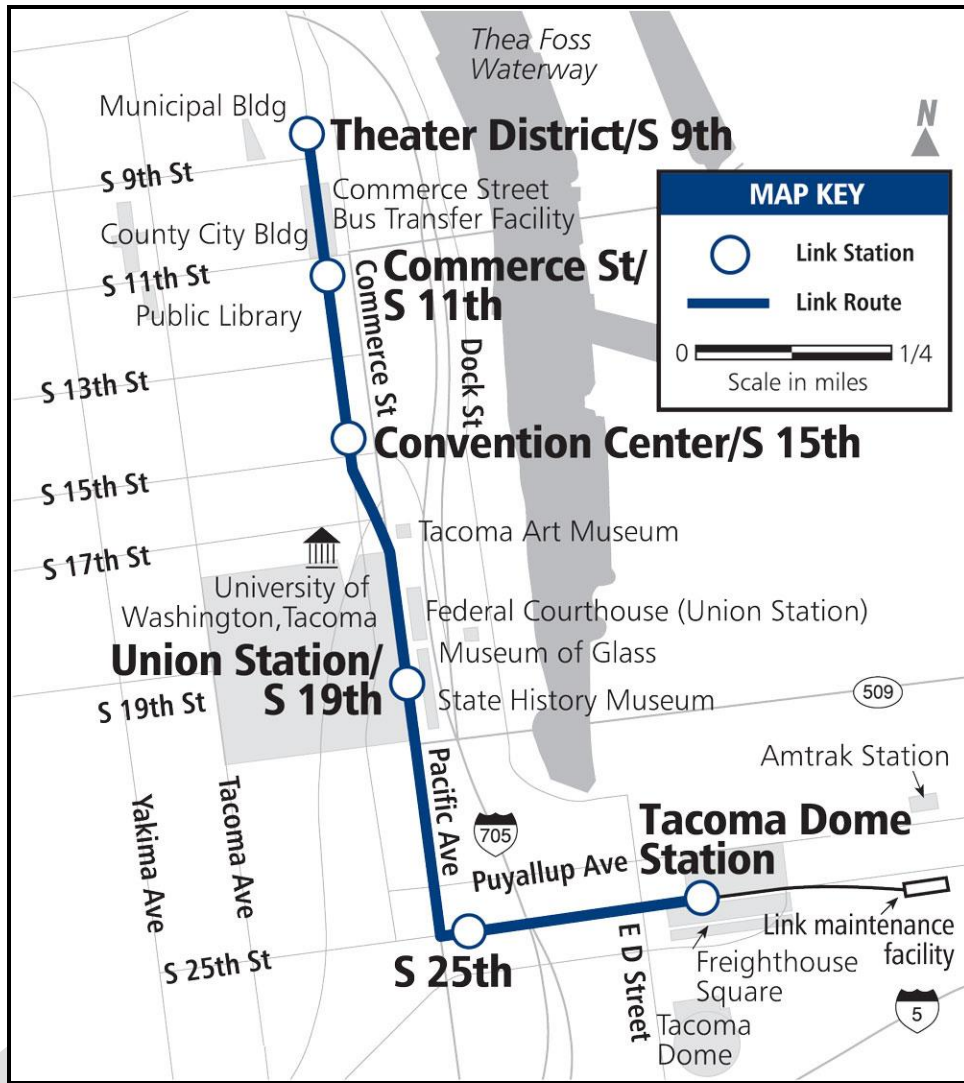 Thea Foss
Waterway
Municipal Bldg
Theater District/S 9th
N
S 9th St
Commerce Street
Bus Transfer Facility
MAP KEY
Link Station
Link Route
0 1/4
Scale in miles
County City Bldg
S 11th St
Commerce St/
S 11th
Public Library
Commerce St
Dock St
S 13th St
Convention Center/S 15th
S 15th St
Tacoma Art Museum
S 17th St
University of
Washington,Tacoma
Federal Courthouse (Union Station)
Museum of Glass
Union Station/
S 19th
State History Museum
S 19th St
509
Amtrak Station
Pacific Ave
Yakima Ave
Tacoma Ave
705
Tacoma Dome
Station
Puyallup Ave
Link maintenance
facility
S 25th St
S 25th
E D Street
Freighthouse
Square
Tacoma
Dome
5